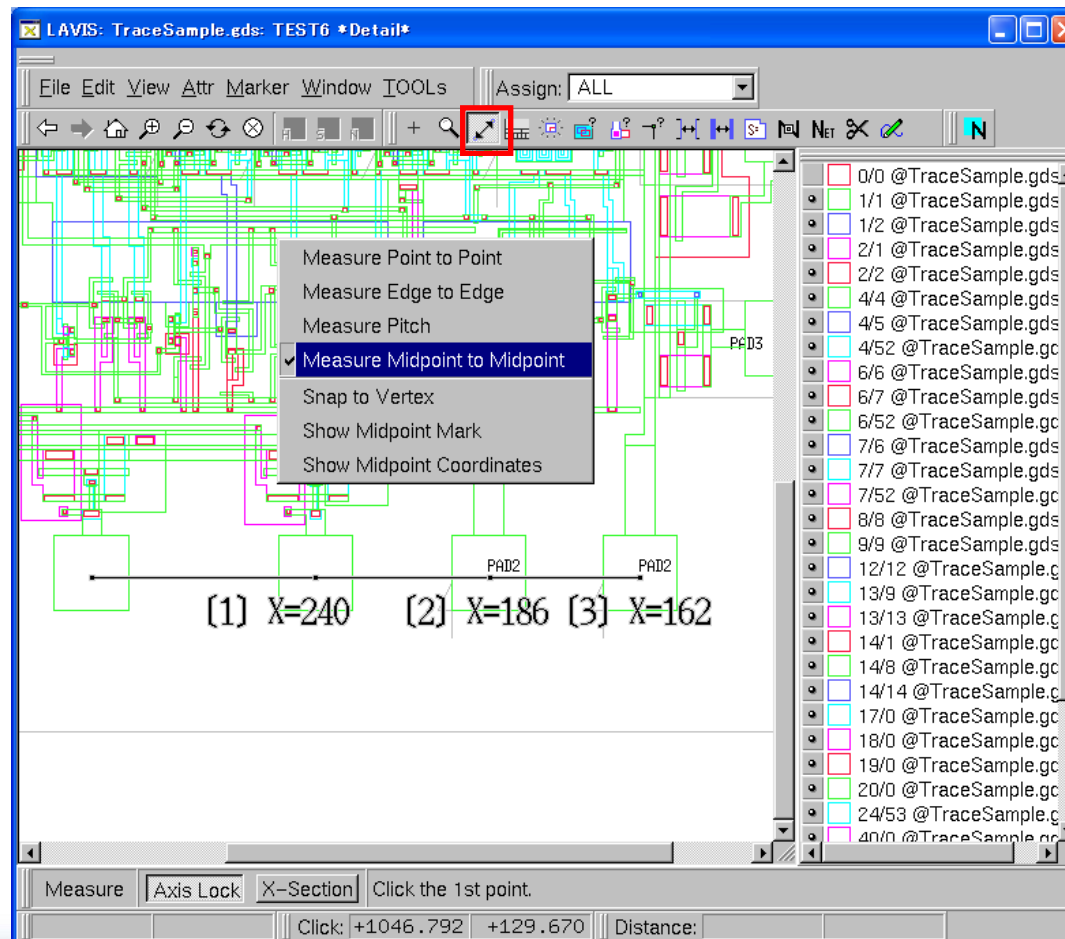 LAVIS: TraceSample.gds: TEST6 *Detail*
File Edit View Attr Marker Window TOOLs Assign: ALL
NET N
0/0 @TraceSample.gds
1/1 @TraceSample.gds
1/2 @TraceSample.gds
2/1 @TraceSample.gds
2/2 @TraceSample.gds
4/4 @TraceSample.gds
4/5 @TraceSample.gds
4/52 @TraceSample.gc
6/6 @TraceSample.gds
6/7 @TraceSample.gds
6/52 @TraceSample.gc
7/6 @TraceSample.gds
7/7 @TraceSample.gds
7/52 @TraceSample.gc
8/8 @TraceSample.gds
9/9 @TraceSample.gds
12/12 @TraceSample.g
13/9 @TraceSample.gc
13/13 @TraceSample.g
14/1 @TraceSample.gc
14/8 @TraceSample.gc
14/14 @TraceSample.g
17/0 @TraceSample.gc
18/0 @TraceSample.gc
19/0 @TraceSample.gc
20/0 @TraceSample.gc
24/53 @TraceSample.g
40/0 @TraceSample.gc
Measure Point to Point
Measure Edge to Edge
Measure Pitch
Measure Midpoint to Midpoint
Snap to Vertex
Show Midpoint Mark
Show Midpoint Coordinates
PAD3
PAD2 PAD2
(1) X=240 (2) X=186 (3) X=162
Measure Axis Lock X-Section Click the 1st point.
Click: +1046.792 +129.670 Distance: